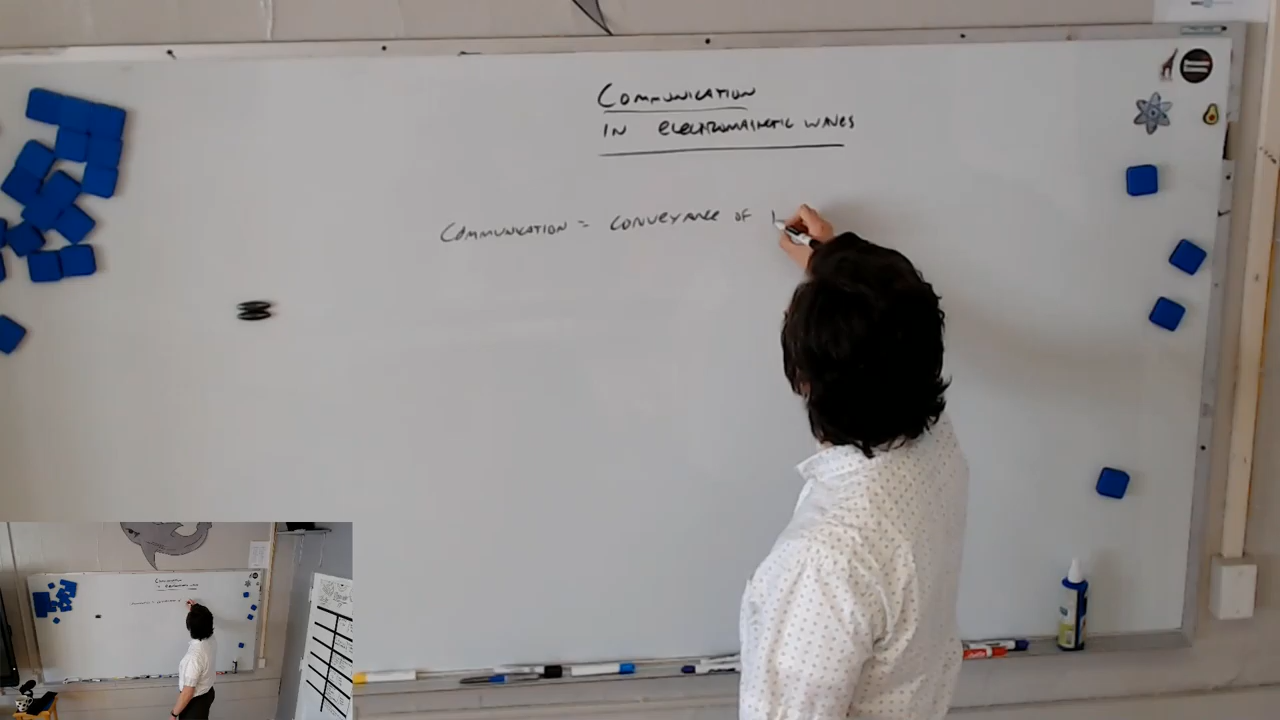 COMMUNICATION
IN ELECTROMAGNETIC WAVES
COMMUNICATION = CONVEYANCE OF I